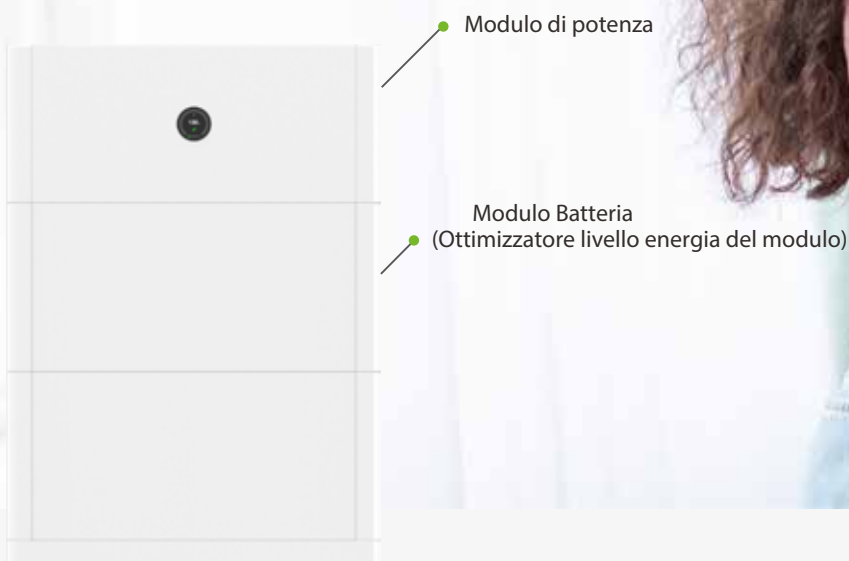 Modulo di potenza
Modulo Batteria
(Ottimizzatore livello energia del modulo)